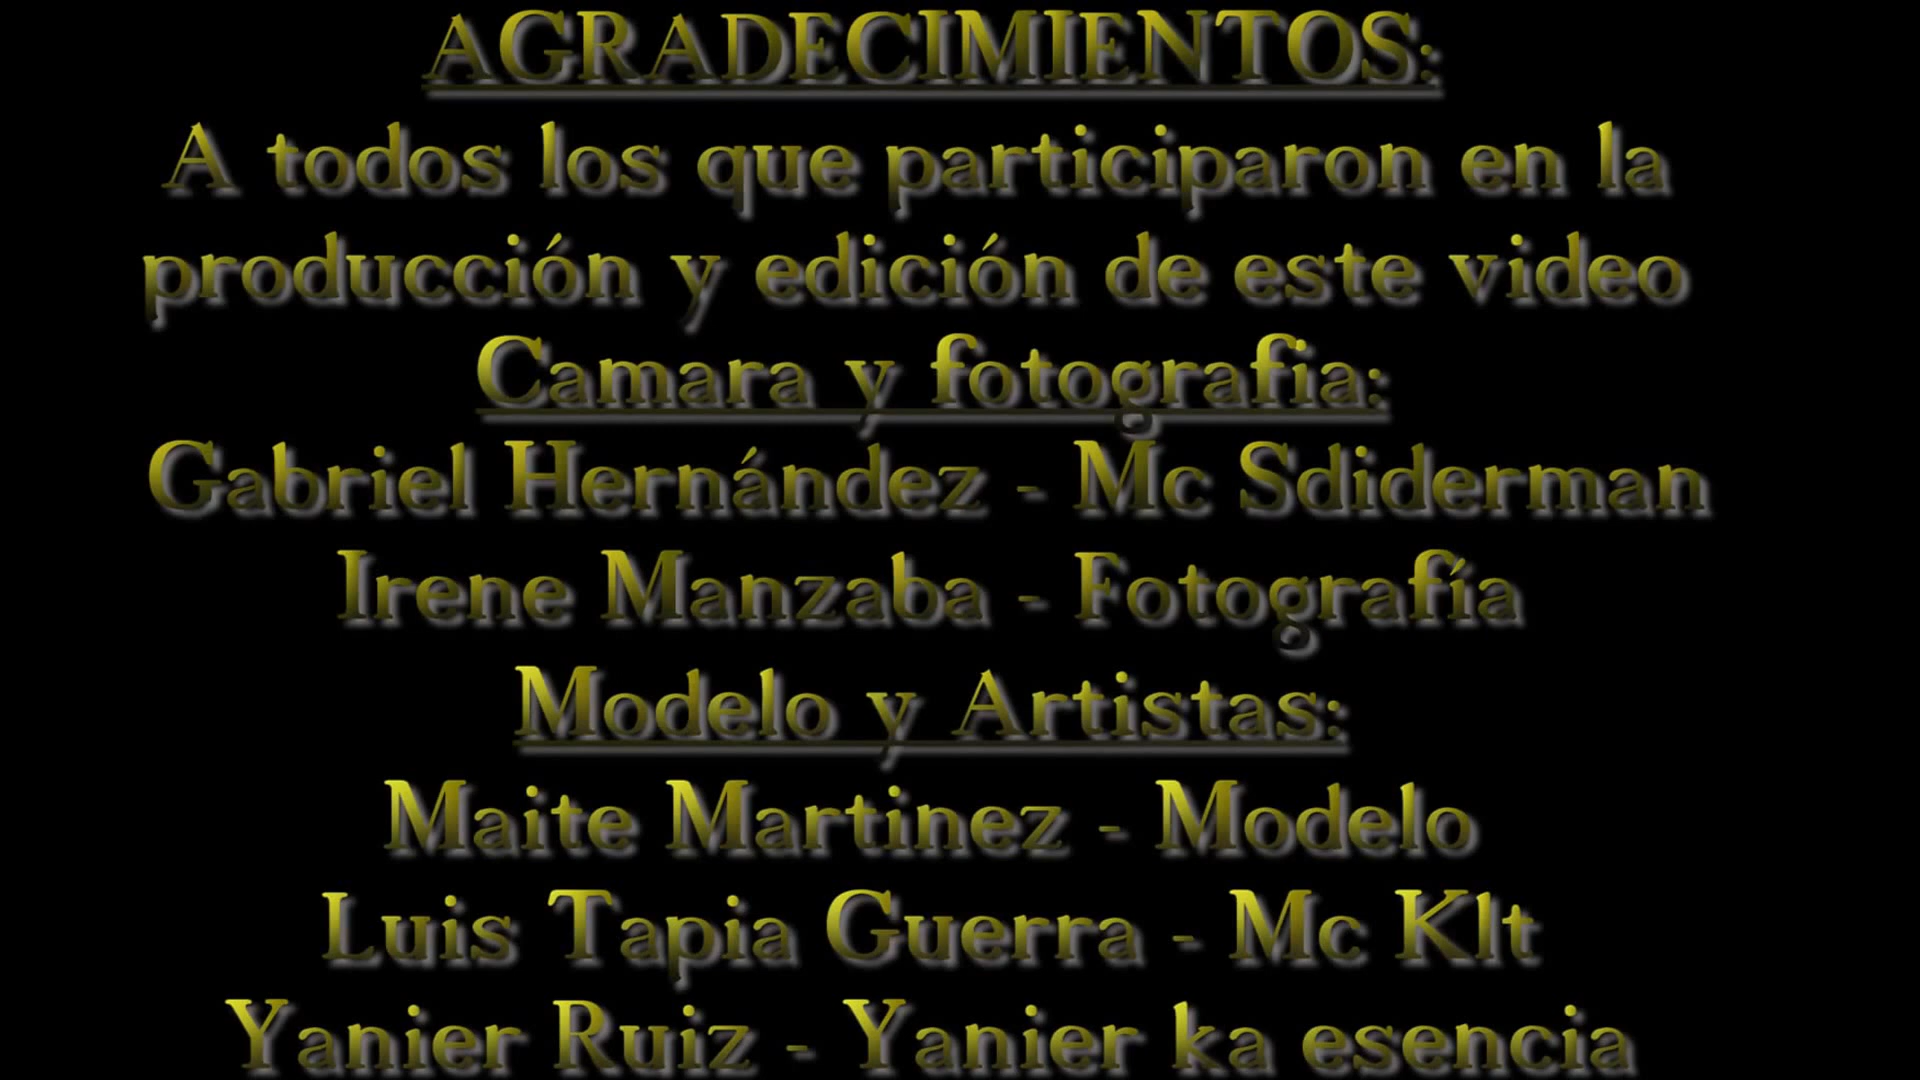 AGRADECIMIENTOS:
A todos los que participaron en la
producción y edición de este video
Camara y fotografia:
Gabriel Hernández - Mc Sdiderman
Irene Manzaba - Fotografía
Modelo y Artistas:
Maite Martinez - Modelo
Luis Tapia Guerra - Mc Klt
Yanier Ruiz - Yanier ka esencia